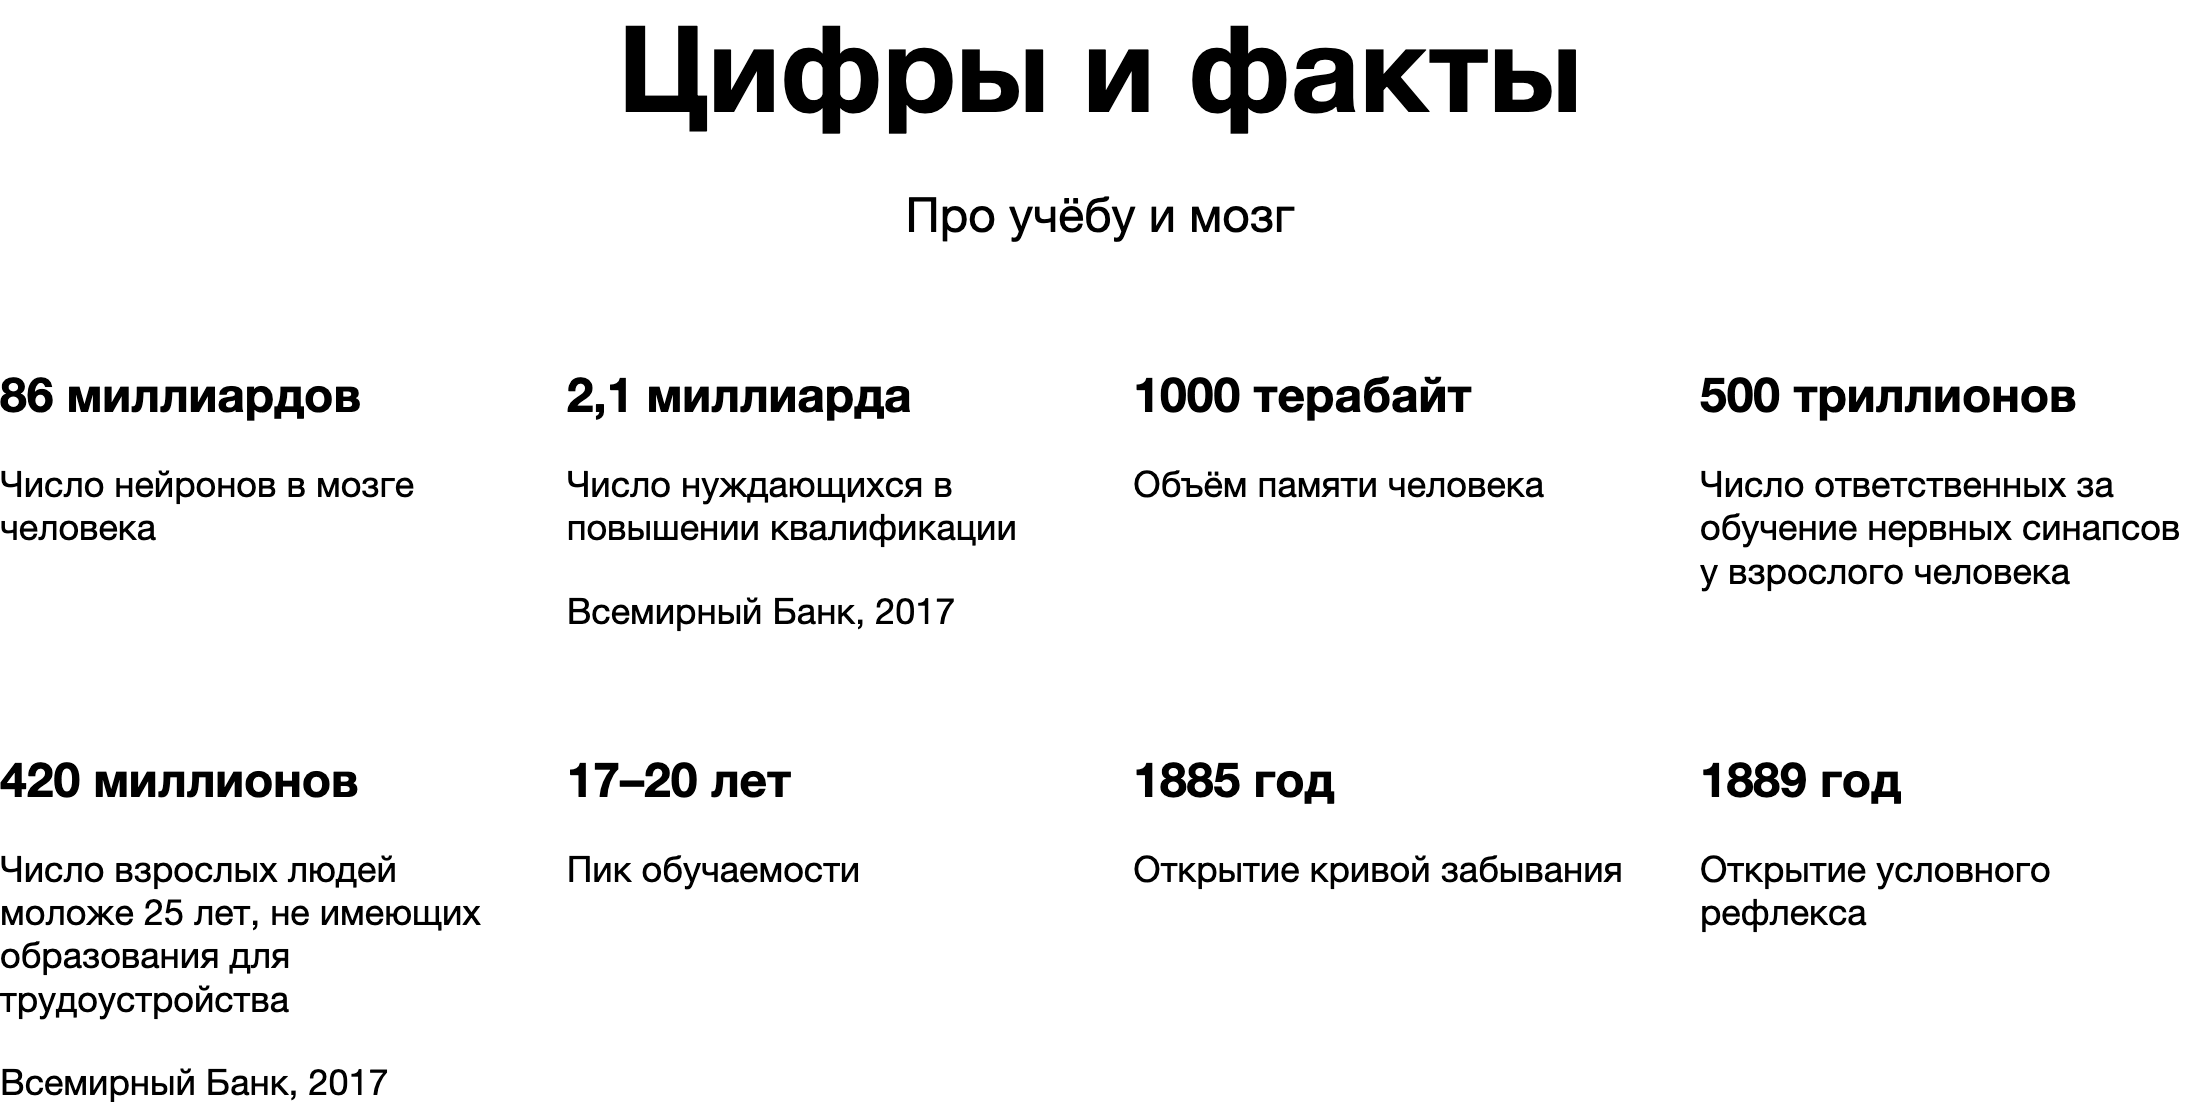 Цифры и факты
Про учёбу и мозг
86 миллиардов
Число нейронов в мозге
человека
2,1 миллиарда
Число нуждающихся в
повышении квалификации
Всемирный Банк, 2017
1000 терабайт
Объём памяти человека
500 триллионов
Число ответственных за
обучение нервных синапсов
у взрослого человека
420 миллионов
Число взрослых людей
моложе 25 лет, не имеющих
образования для
трудоустройства
Всемирный Банк, 2017
17–20 лет
Пик обучаемости
1885 год
Открытие кривой забывания
1889 год
Открытие условного
рефлекса